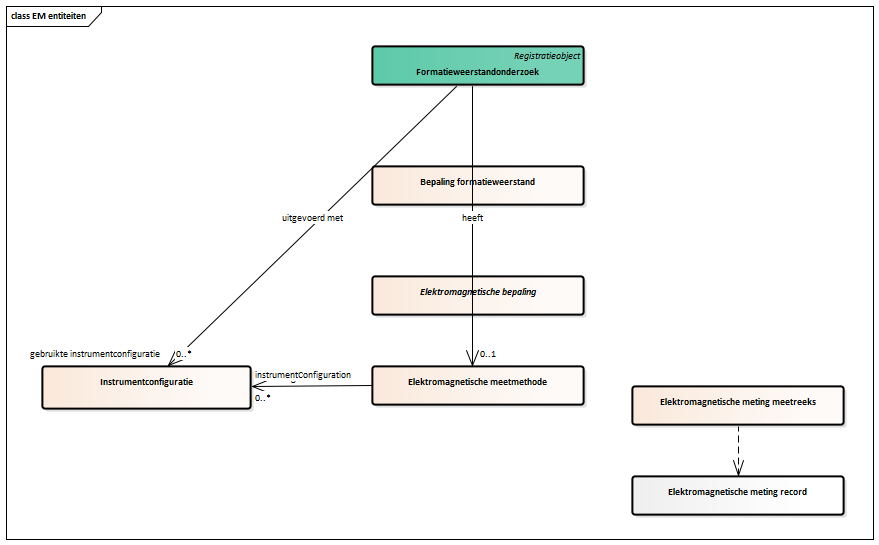 class EM entiteiten
Registratieobject
Formatieweerstandonderzoek
Bepaling formatieweerstand
uitgevoerd met
heeft
Elektromagnetische bepaling
gebruikte instrumentconfiguratie
0..*
0..1
Instrumentconfiguratie
instrumentConfiguration
0..*
Elektromagnetische meetmethode
Elektromagnetische meting meetreeks
Elektromagnetische meting record